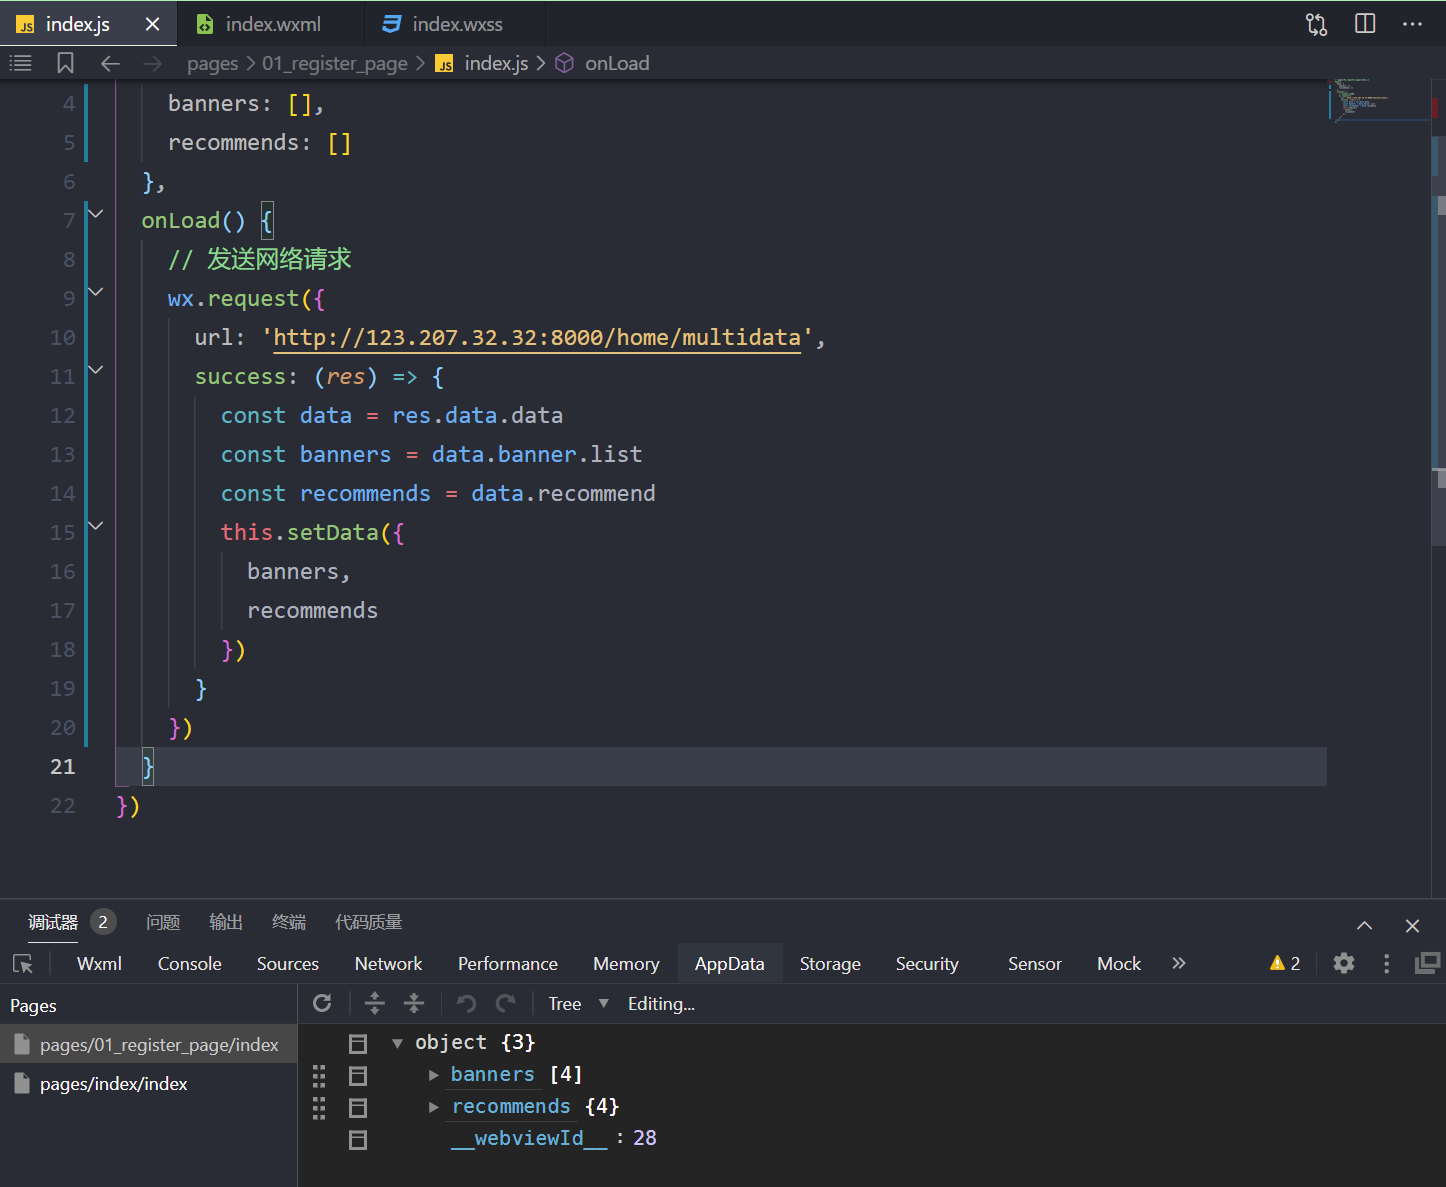 index.js
index.wxml
index.wxss
pages > 01_register_page > index.js > onLoad
4 banners: [],
5 recommends: []
6 },
7 onLoad() {
8 // 发送网络请求
9 wx.request({
10 url: 'http://123.207.32.32:8000/home/multidata',
11 success: (res) => {
12 const data = res.data.data
13 const banners = data.banner.list
14 const recommends = data.recommend
15 this.setData({
16 banners,
17 recommends
18 })
19 }
20 })
21 }
22 })
调试器 2 问题 输出 终端 代码质量
Wxml Console Sources Network Performance Memory AppData Storage Security Sensor Mock 2
Pages
pages/01_register_page/index
pages/index/index
Tree Editing...
object {3}
banners [4]
recommends {4}
__webviewId__ : 28